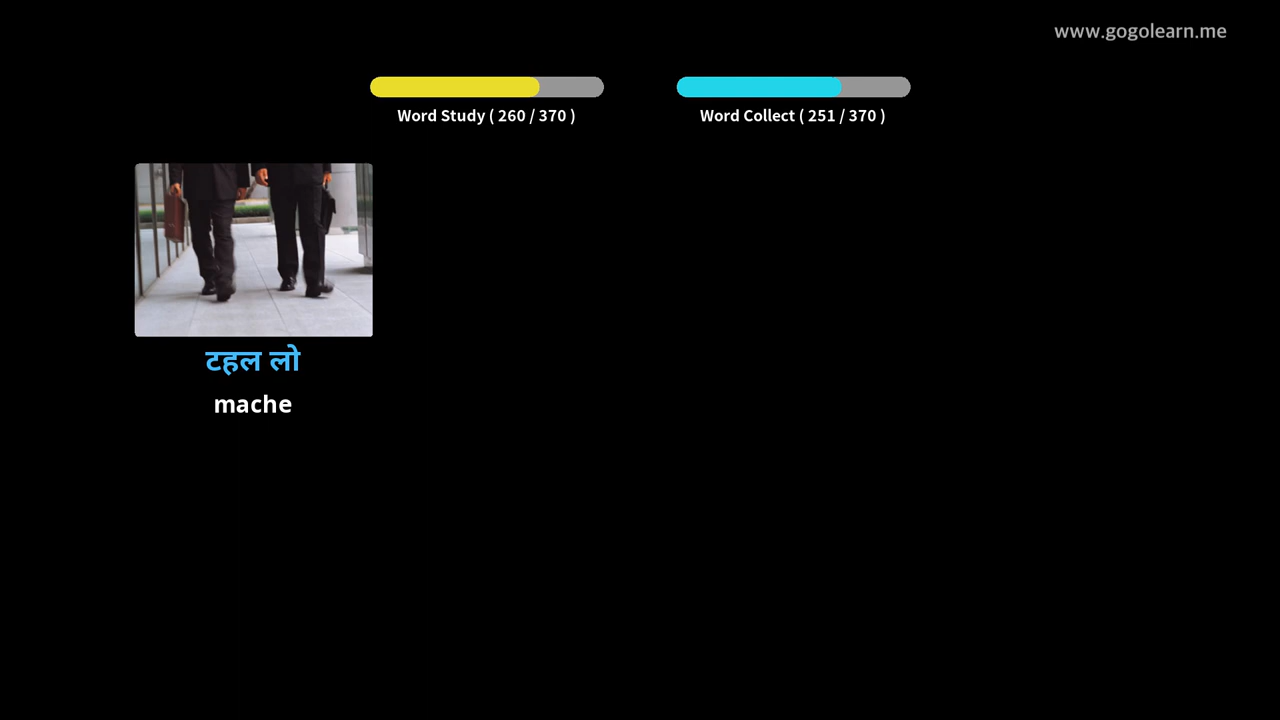 www.gogolearn.me
Word Study ( 260 / 370 )
Word Collect ( 251 / 370 )
टहल लो
mache